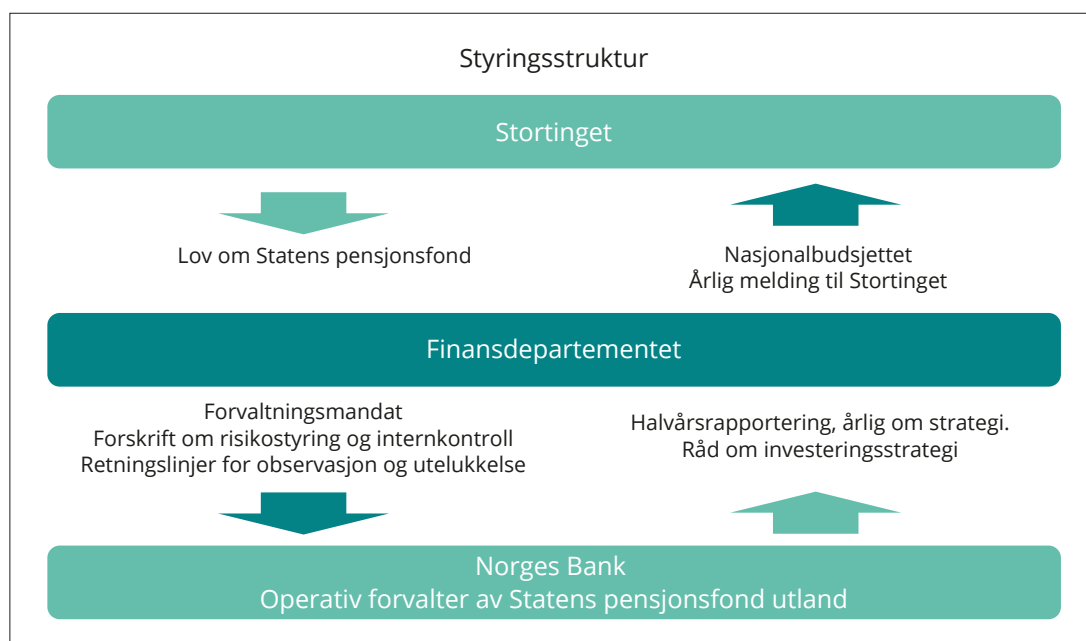 Styringsstruktur
Stortinget
Lov om Statens pensjonsfond
Nasjonalbudsjettet
Årlig melding til Stortinget
Finansdepartementet
Forvaltningsmandat
Forskrift om risikostyring og internkontroll
Retningslinjer for observasjon og utelukkelse
Halvårsrapportering, årlig om strategi.
Råd om investeringsstrategi
Norges Bank
Operativ forvalter av Statens pensjonsfond utland